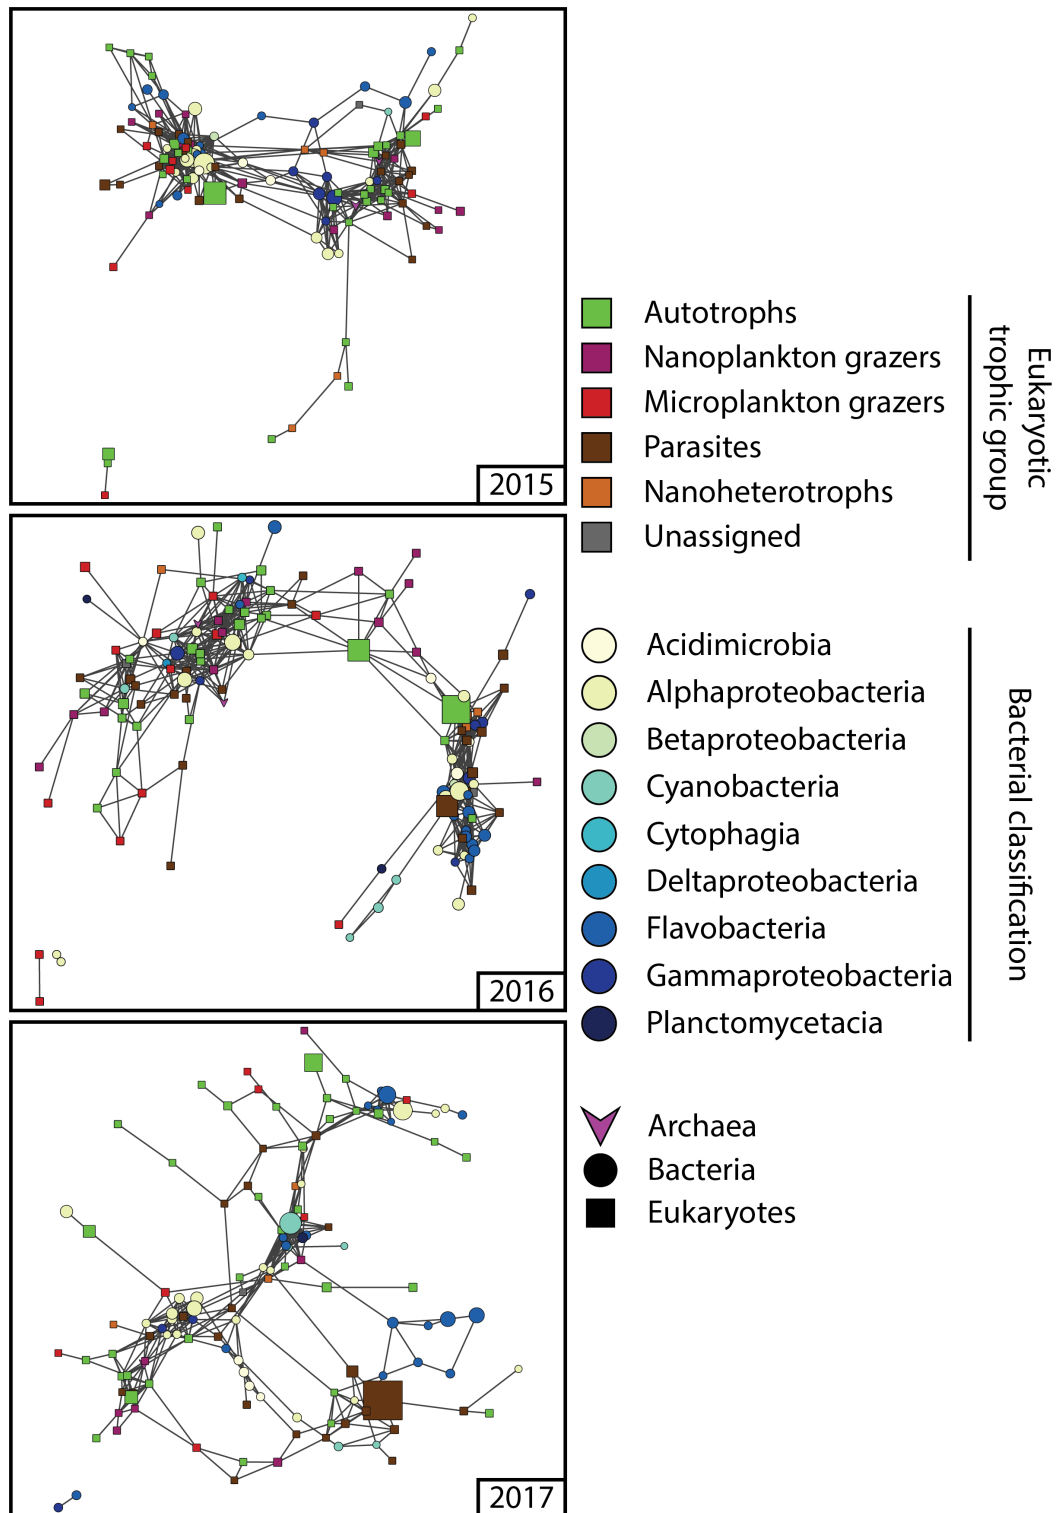 2015
2016
2017
Autotrophs
Nanoplankton grazers
Microplankton grazers
Parasites
Nanoheterotrophs
Unassigned
Eukaryotic
trophic group
Acidimicrobia
Alphaproteobacteria
Betaproteobacteria
Cyanobacteria
Cytophagia
Deltaproteobacteria
Flavobacteria
Gammaproteobacteria
Planctomycetacia
Bacterial classification
Archaea
Bacteria
Eukaryotes